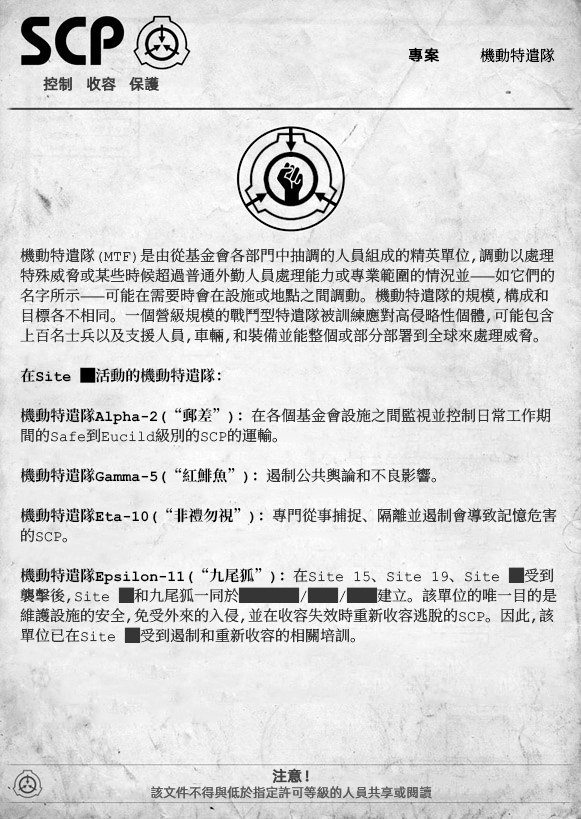 SCP
控制 收容 保護
專案 機動特遣隊
機動特遣隊(MTF)是由從基金會各部門中抽調的人員組成的精英單位,調動以處理
特殊威脅或某些時候超過普通外勤人員處理能力或專業範圍的情況並——如它們的
名字所示——可能在需要時會在設施或地點之間調動。機動特遣隊的規模,構成和
目標各不相同。一個營級規模的戰鬥型特遣隊被訓練應對高侵略性個體,可能包含
上百名士兵以及支援人員,車輛,和裝備並能整個或部分部署到全球來處理威脅。
在Site ██活動的機動特遣隊:
機動特遣隊Alpha-2(“郵差”): 在各個基金會設施之間監視並控制日常工作期
間的Safe到Eucild級別的SCP的運輸。
機動特遣隊Gamma-5(“紅鯡魚”): 遏制公共輿論和不良影響。
機動特遣隊Eta-10(“非禮勿視”): 專門從事捕捉、隔離並遏制會導致記憶危害
的SCP。
機動特遣隊Epsilon-11(“九尾狐”): 在Site 15、Site 19、Site ██受到
襲擊後,Site ██和九尾狐一同於████/██/██建立。該單位的唯一目的是
維護設施的安全,免受外來的入侵,並在收容失效時重新收容逃脫的SCP。因此,該
單位已在Site ██受到遏制和重新收容的相關培訓。
注意!
該文件不得與低於指定許可等級的人員共享或閱讀